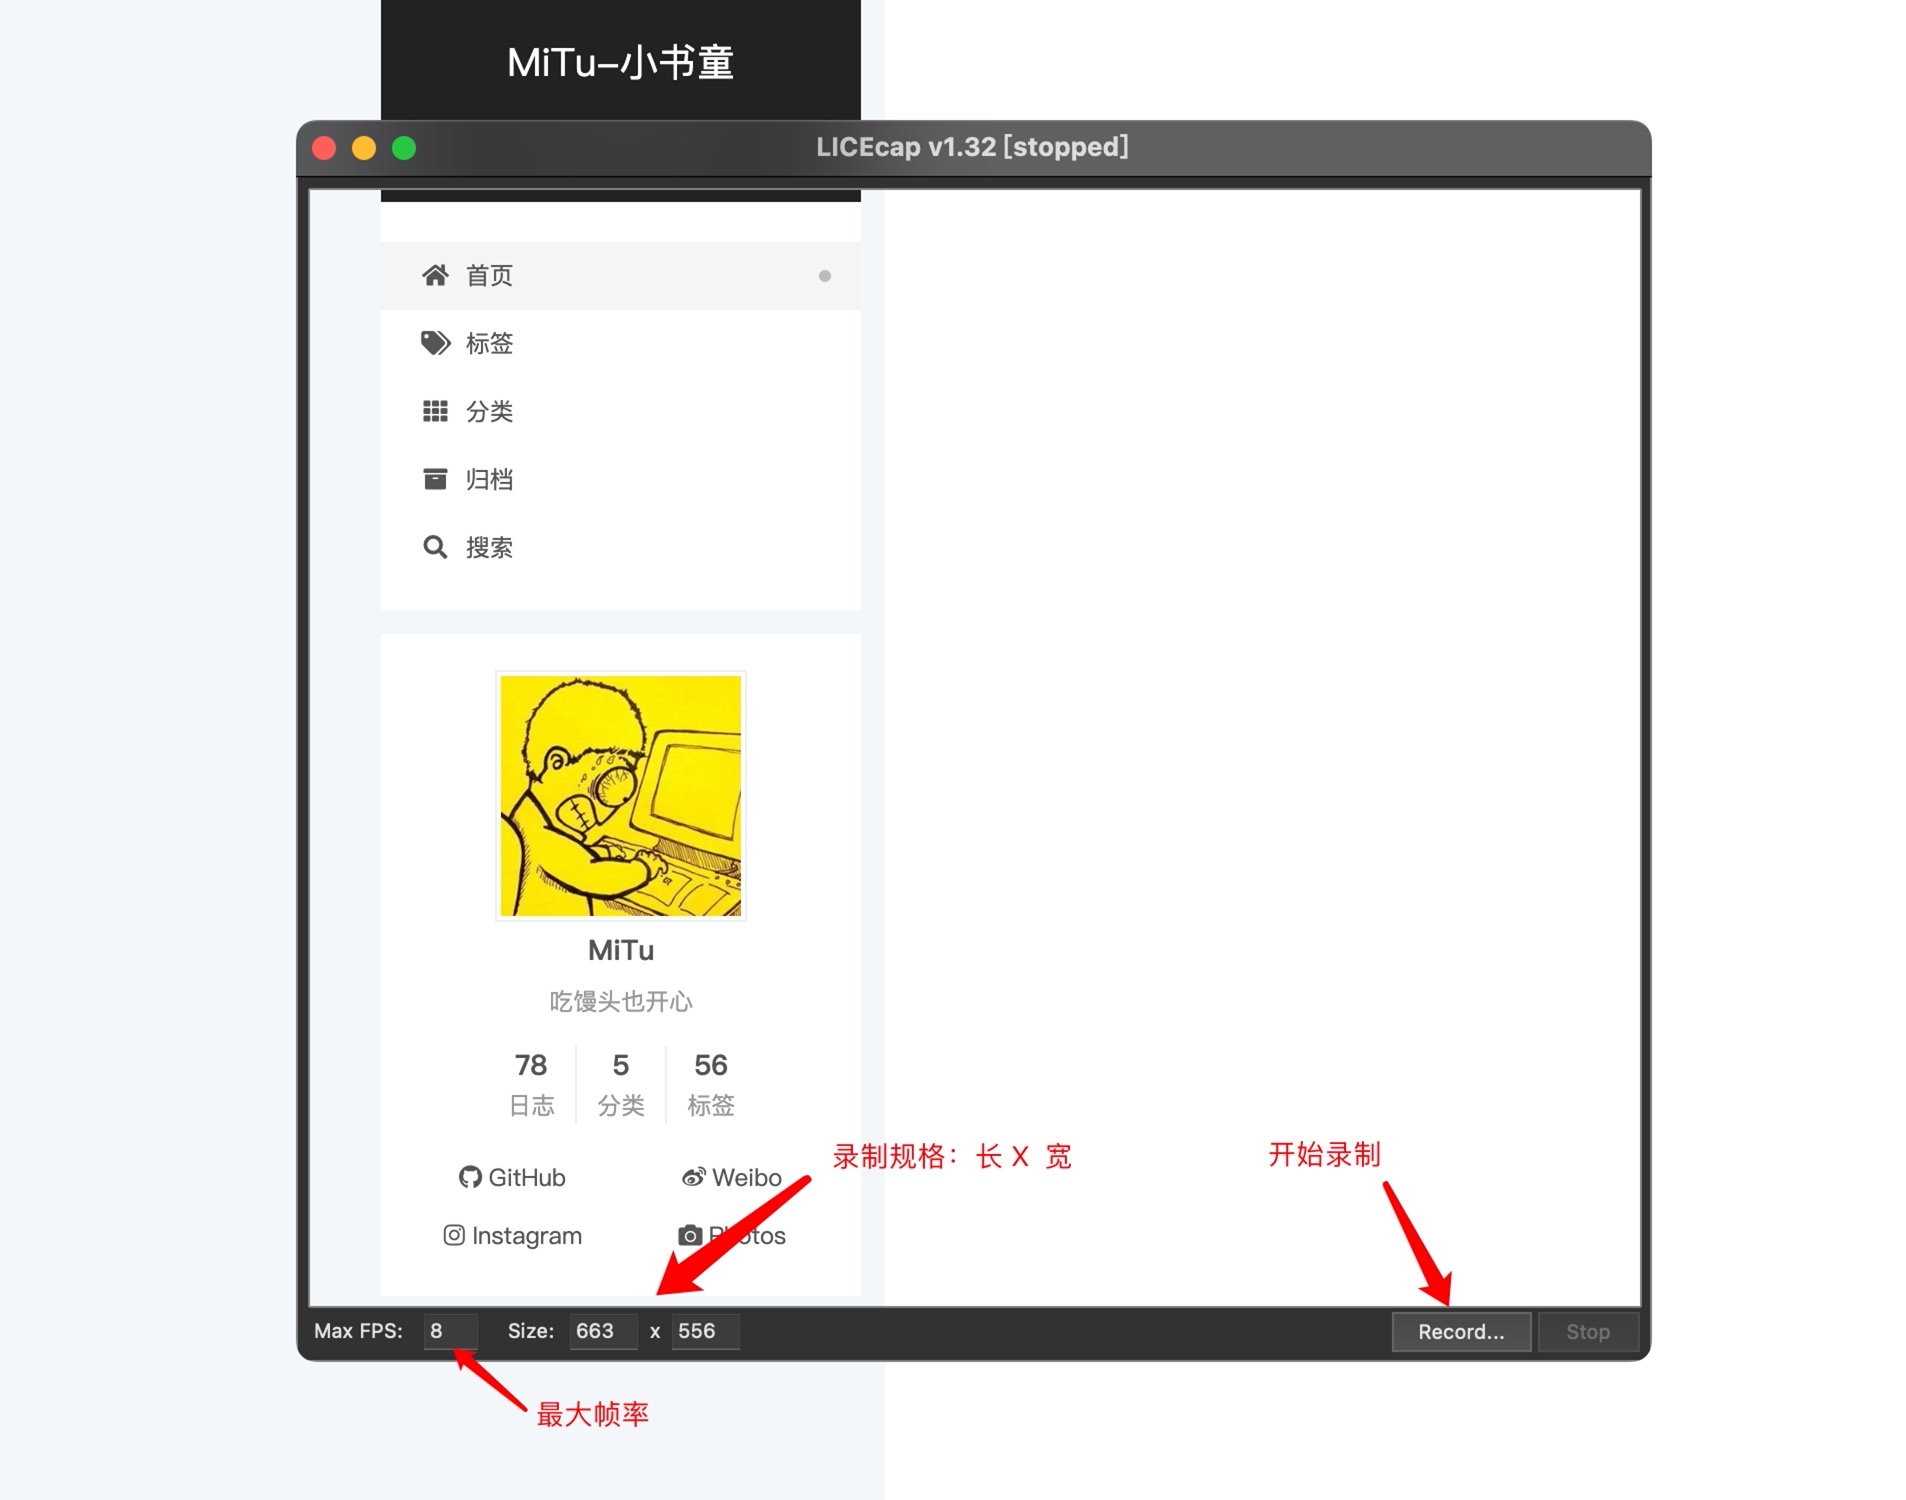 MiTu–小书童
LICEcap v1.32 [stopped]
首页
标签
分类
归档
搜索
MiTu
吃馒头也开心
78 5 56
日志 分类 标签
录制规格：长 X 宽
开始录制
GitHub Weibo
Instagram Photos
Max FPS: 8 Size: 663 x 556 Record... Stop
最大帧率